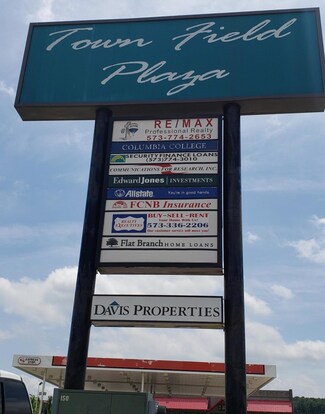 Town Field
Plaza
RE/MAX
Professional Realty
573-774-2653
COLUMBIA COLLEGE
SECURITY FINANCE LOANS
(573)774-3010
COMMUNICATIONS FOR RESEARCH, INC
Edward Jones INVESTMENTS
Allstate You're in good hands.
FCNB Insurance
REALTY EXECUTIVES
BUY-SELL-RENT
573-336-2206
Flat Branch HOME LOANS
DAVIS PROPERTIES